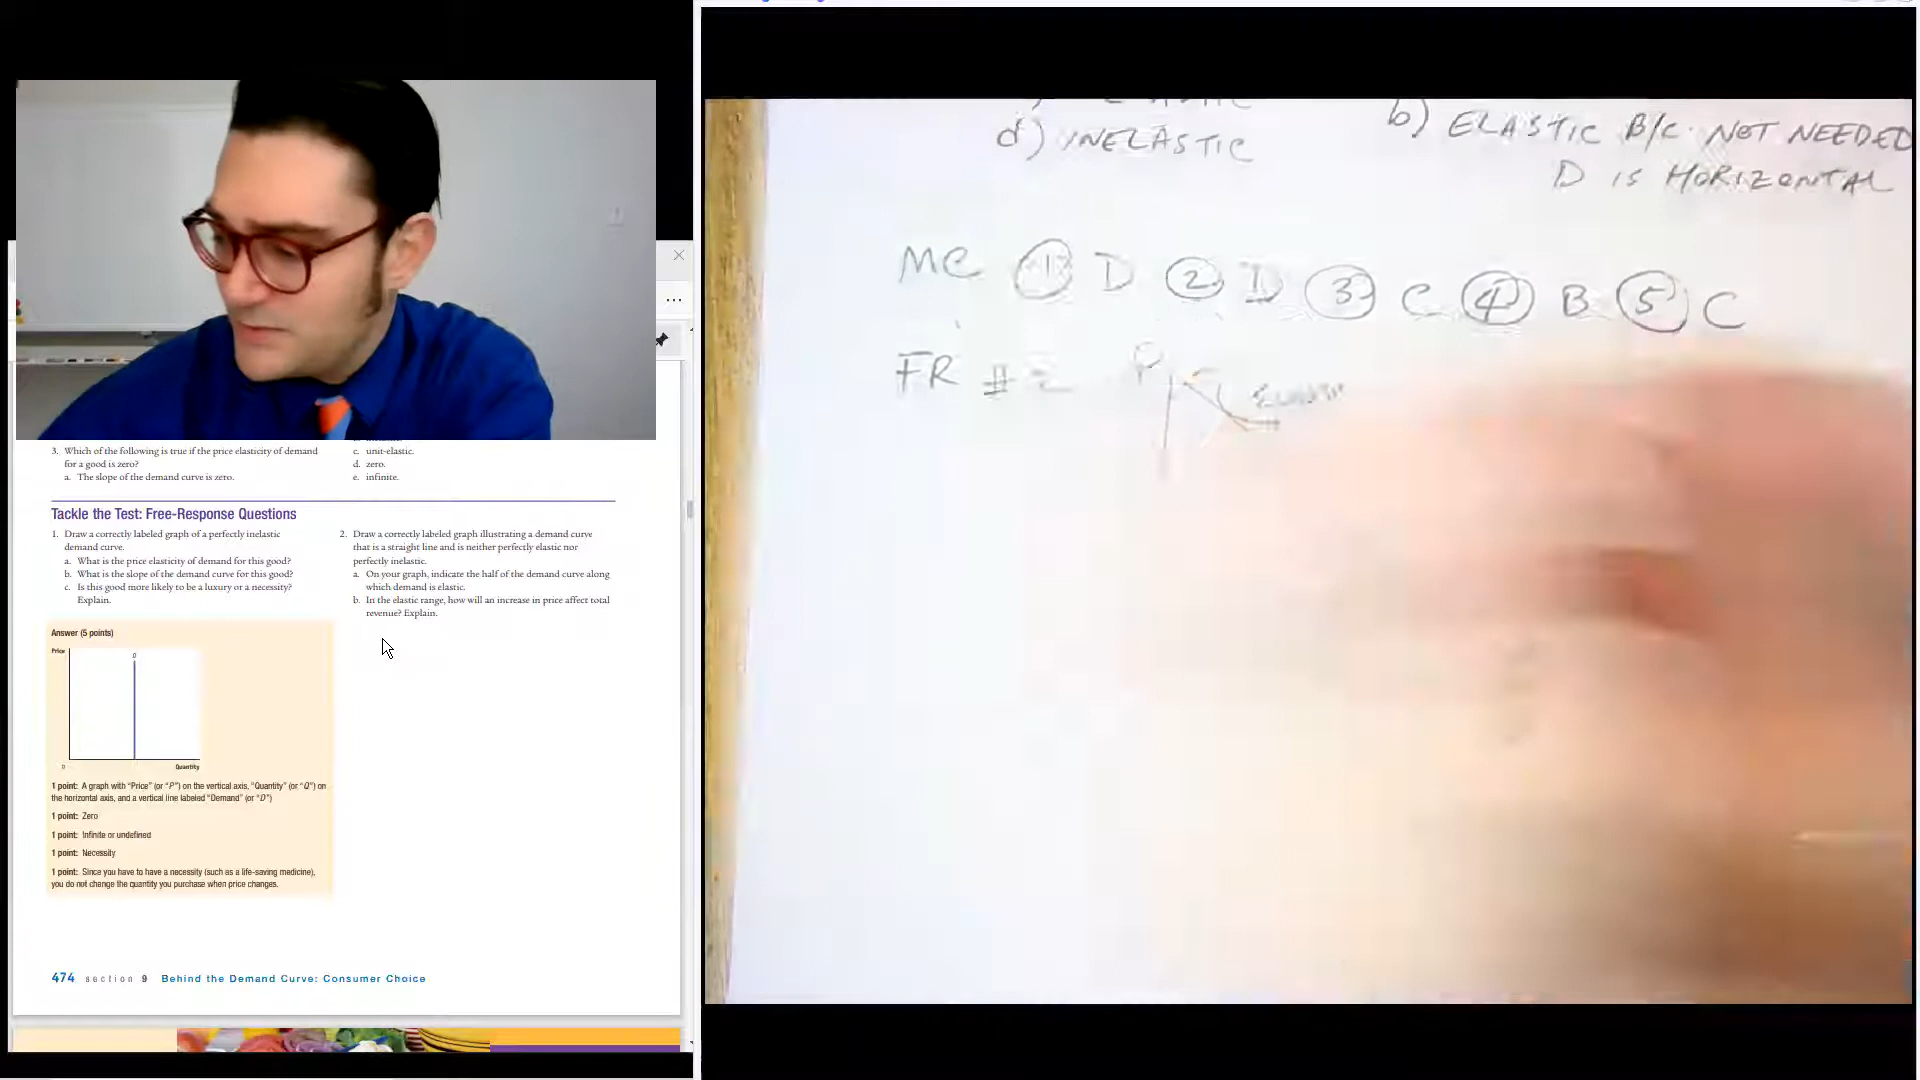 3. Which of the following is true if the price elasticity of demand
for a good is zero?
a. The slope of the demand curve is zero.
c. unit-elastic.
d. zero.
e. infinite.
Tackle the Test: Free-Response Questions
1. Draw a correctly labeled graph of a perfectly inelastic
demand curve.
a. What is the price elasticity of demand for this good?
b. What is the slope of the demand curve for this good?
c. Is this good more likely to be a luxury or a necessity?
Explain.
2. Draw a correctly labeled graph illustrating a demand curve
that is a straight line and is neither perfectly elastic nor
perfectly inelastic.
a. On your graph, indicate the half of the demand curve along
which demand is elastic.
b. In the elastic range, how will an increase in price affect total
revenue? Explain.
Answer (5 points)
Price
D
0
Quantity
1 point: A graph with "Price" (or "P") on the vertical axis, "Quantity" (or "Q") on
the horizontal axis, and a vertical line labeled "Demand" (or "D")
1 point: Zero
1 point: Infinite or undefined
1 point: Necessity
1 point: Since you have to have a necessity (such as a life-saving medicine),
you do not change the quantity you purchase when price changes.
474 section 9 Behind the Demand Curve: Consumer Choice
d) INELASTIC
b) ELASTIC B/C NOT NEEDED
D IS HORIZONTAL
MC 1 D 2 D 3 C 4 B 5 C
FR #2 P
ELASTIC